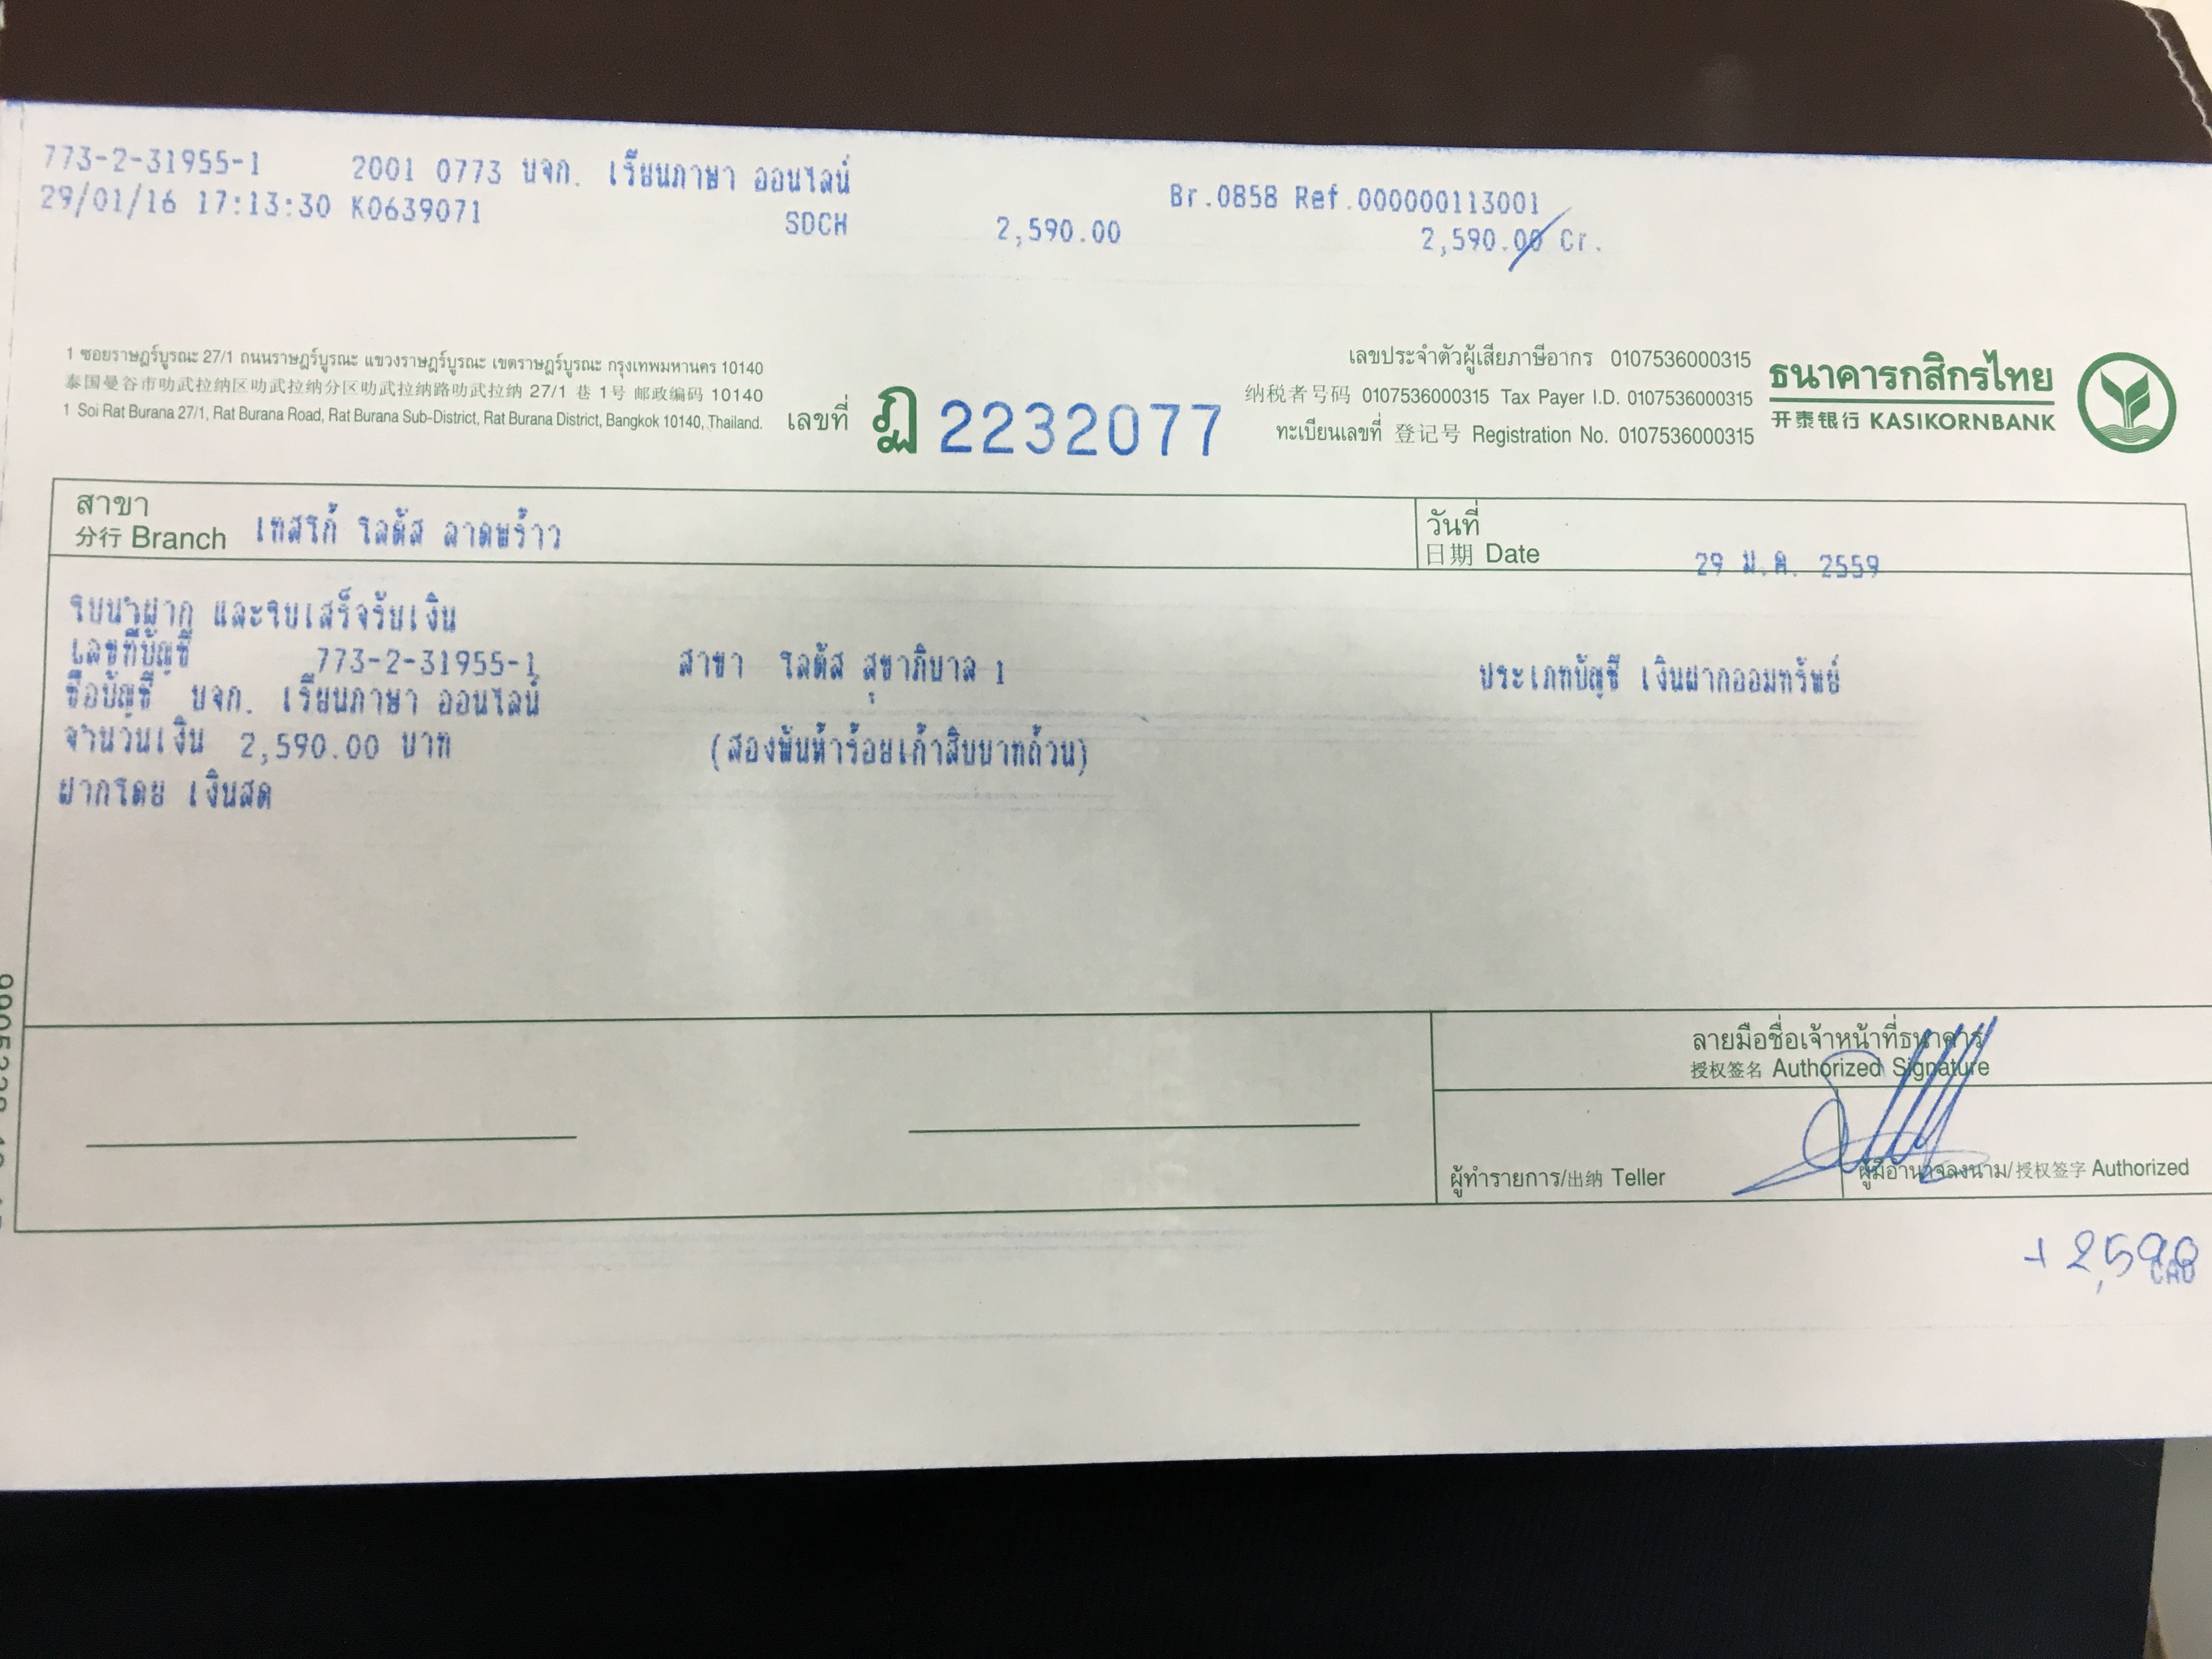 773-2-31955-1 2001 0773 บจก. เรียนภาษา ออนไลน์ Br.0858 Ref.000000113001
29/01/16 17:13:30 K0639071 SDCH 2,590.00 2,590.00 Cr.
1 ซอยราษฎร์บูรณะ 27/1 ถนนราษฎร์บูรณะ แขวงราษฎร์บูรณะ เขตราษฎร์บูรณะ กรุงเทพมหานคร 10140
泰国曼谷市叻武拉纳区叻武拉纳分区叻武拉纳路叻武拉纳 27/1 巷 1号 邮政编码 10140
1 Soi Rat Burana 27/1, Rat Burana Road, Rat Burana Sub-District, Rat Burana District, Bangkok 10140, Thailand.
เลขที่ ฎ 2232077
เลขประจำตัวผู้เสียภาษีอากร 0107536000315
纳税者号码 0107536000315 Tax Payer I.D. 0107536000315
ทะเบียนเลขที่ 登记号 Registration No. 0107536000315
ธนาคารกสิกรไทย
开泰银行 KASIKORNBANK
สาขา
分行 Branch เทสโก้ โลตัส ลาดพร้าว
วันที่
日期 Date 29 ม.ค. 2559
ใบนำฝาก และใบเสร็จรับเงิน
เลขที่บัญชี 773-2-31955-1 สาขา โลตัส สุขาภิบาล 1 ประเภทบัญชี เงินฝากออมทรัพย์
ชื่อบัญชี บจก. เรียนภาษา ออนไลน์
จำนวนเงิน 2,590.00 บาท (สองพันห้าร้อยเก้าสิบบาทถ้วน)
ฝากโดย เงินสด
ลายมือชื่อเจ้าหน้าที่ธนาคาร
授权签名 Authorized Signature
ผู้ทำรายการ/出纳 Teller
ผู้มีอำนาจลงนาม/授权签字 Authorized
+ 2,590